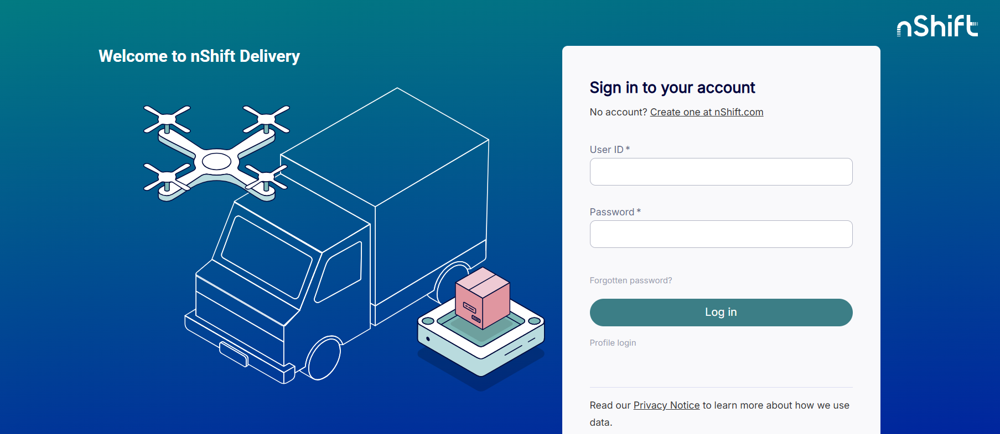 nShift
Welcome to nShift Delivery
Sign in to your account
No account? Create one at nShift.com
User ID *
Password *
Forgotten password?
Log in
Profile login
Read our Privacy Notice to learn more about how we use
data.